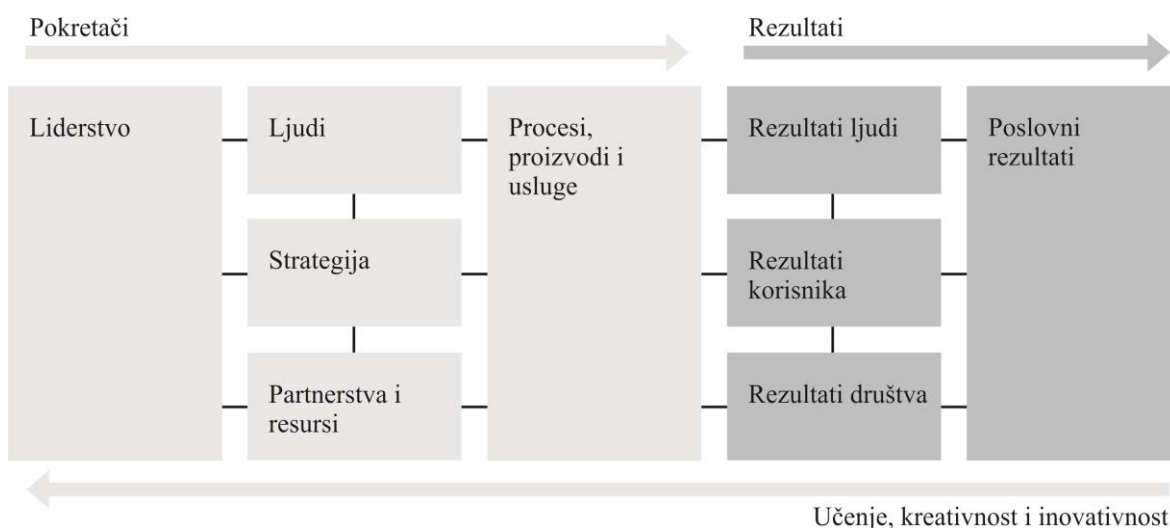 Pokretači
Rezultati
Liderstvo
Ljudi
Procesi,
proizvodi i
usluge
Rezultati ljudi
Poslovni
rezultati
Strategija
Rezultati
korisnika
Partnerstva i
resursi
Rezultati društva
Učenje, kreativnost i inovativnost